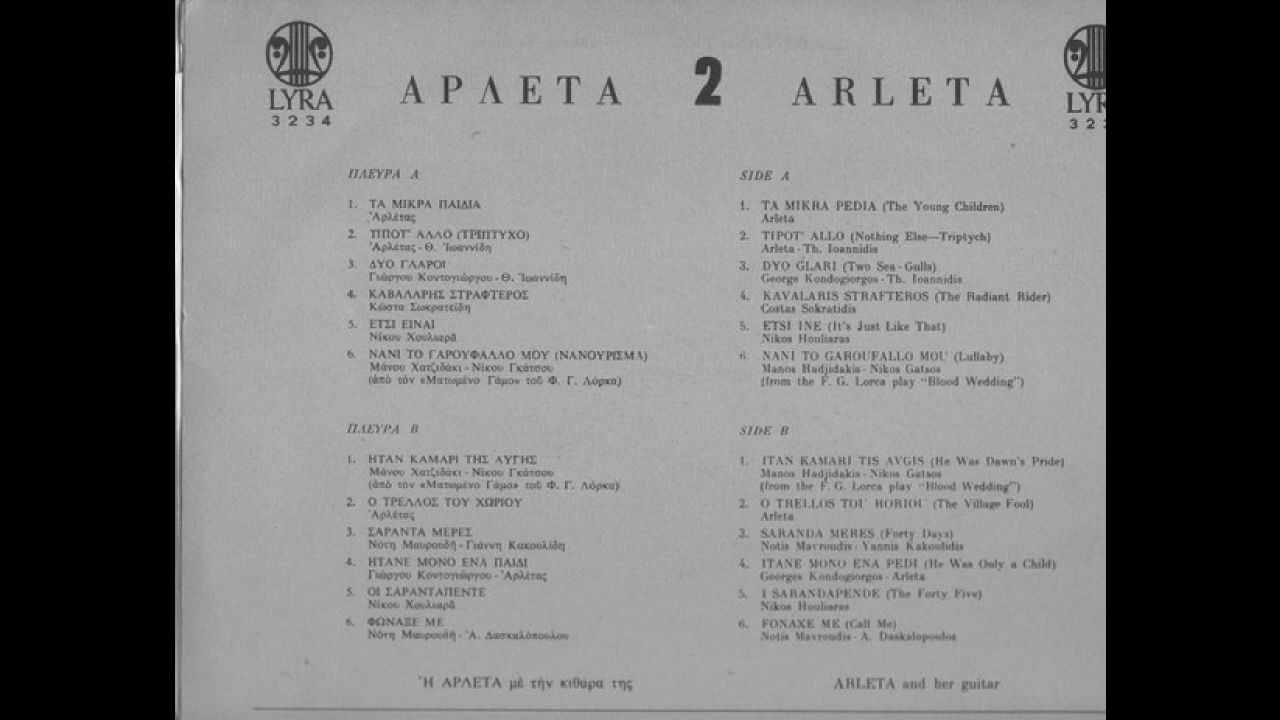 LYRA
3234
ΑΡΛΕΤΑ 2 ARLETA
LYR
323
ΠΛΕΥΡΑ Α
1. ΤΑ ΜΙΚΡΑ ΠΑΙΔΙΑ
Ἀρλέτας
2. ΤΙΠΟΤ' ΑΛΛΟ (ΤΡΙΠΤΥΧΟ)
Ἀρλέτας - Θ. Ἰωαννίδη
3. ΔΥΟ ΓΛΑΡΟΙ
Γιώργου Κοντογιώργου - Θ. Ἰωαννίδη
4. ΚΑΒΑΛΑΡΗΣ ΣΤΡΑΦΤΕΡΟΣ
Κώστα Σωκρατείδη
5. ΕΤΣΙ ΕΙΝΑΙ
Νίκου Χουλιαρᾶ
6. ΝΑΝΙ ΤΟ ΓΑΡΟΥΦΑΛΛΟ ΜΟΥ (ΝΑΝΟΥΡΙΣΜΑ)
Μάνου Χατζιδάκι - Νίκου Γκάτσου
(ἀπὸ τὸν «Ματωμένο Γάμο» τοῦ Φ. Γ. Λόρκα)
ΠΛΕΥΡΑ Β
1. ΗΤΑΝ ΚΑΜΑΡΙ ΤΗΣ ΑΥΓΗΣ
Μάνου Χατζιδάκι - Νίκου Γκάτσου
(ἀπὸ τὸν «Ματωμένο Γάμο» τοῦ Φ. Γ. Λόρκα)
2. Ο ΤΡΕΛΛΟΣ ΤΟΥ ΧΩΡΙΟΥ
Ἀρλέτας
3. ΣΑΡΑΝΤΑ ΜΕΡΕΣ
Νότη Μαυρουδῆ - Γιάννη Κακουλίδη
4. ΗΤΑΝΕ ΜΟΝΟ ΕΝΑ ΠΑΙΔΙ
Γιώργου Κοντογιώργου - Ἀρλέτας
5. ΟΙ ΣΑΡΑΝΤΑΠΕΝΤΕ
Νίκου Χουλιαρᾶ
6. ΦΩΝΑΞΕ ΜΕ
Νότη Μαυρουδῆ - Ἀ. Δασκαλόπουλου
Ἡ ΑΡΛΕΤΑ μὲ τὴν κιθάρα της
SIDE A
1. TA MIKRA PEDIA (The Young Children)
Arleta
2. TIPOT' ALLO (Nothing Else—Triptych)
Arleta - Th. Ioannidis
3. DYO GLARI (Two Sea-Gulls)
George Kondogiorgos - Th. Ioannidis
4. KAVALARIS STRAFTEROS (The Radiant Rider)
Costas Sokratidis
5. ETSI INE (It's Just Like That)
Nikos Houliaras
6. NANI TO GAROUFALLO MOU (Lullaby)
Manos Hadjidakis - Nikos Gatsos
(from the F. G. Lorca play "Blood Wedding")
SIDE B
1. ITAN KAMARI TIS AVGIS (He Was Dawn's Pride)
Manos Hadjidakis - Nikos Gatsos
(from the F. G. Lorca play "Blood Wedding")
2. O TRELLOS TOU HORIOU (The Village Fool)
Arleta
3. SARANDA MERES (Forty Days)
Notis Mavroudis - Yannis Kakoulidis
4. ITANE MONO ENA PEDI (He Was Only a Child)
Georges Kondogiorgos - Arleta
5. I SARANDAPENDE (The Forty Five)
Nikos Houliaras
6. FONAXE ME (Call Me)
Notis Mavroudis - A. Daskalopoulos
ARLETA and her guitar